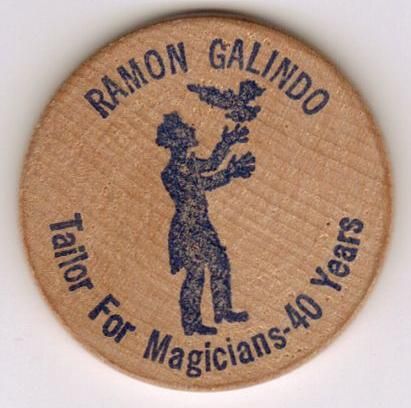 RAMON GALINDO
Tailor For Magicians-40 Years